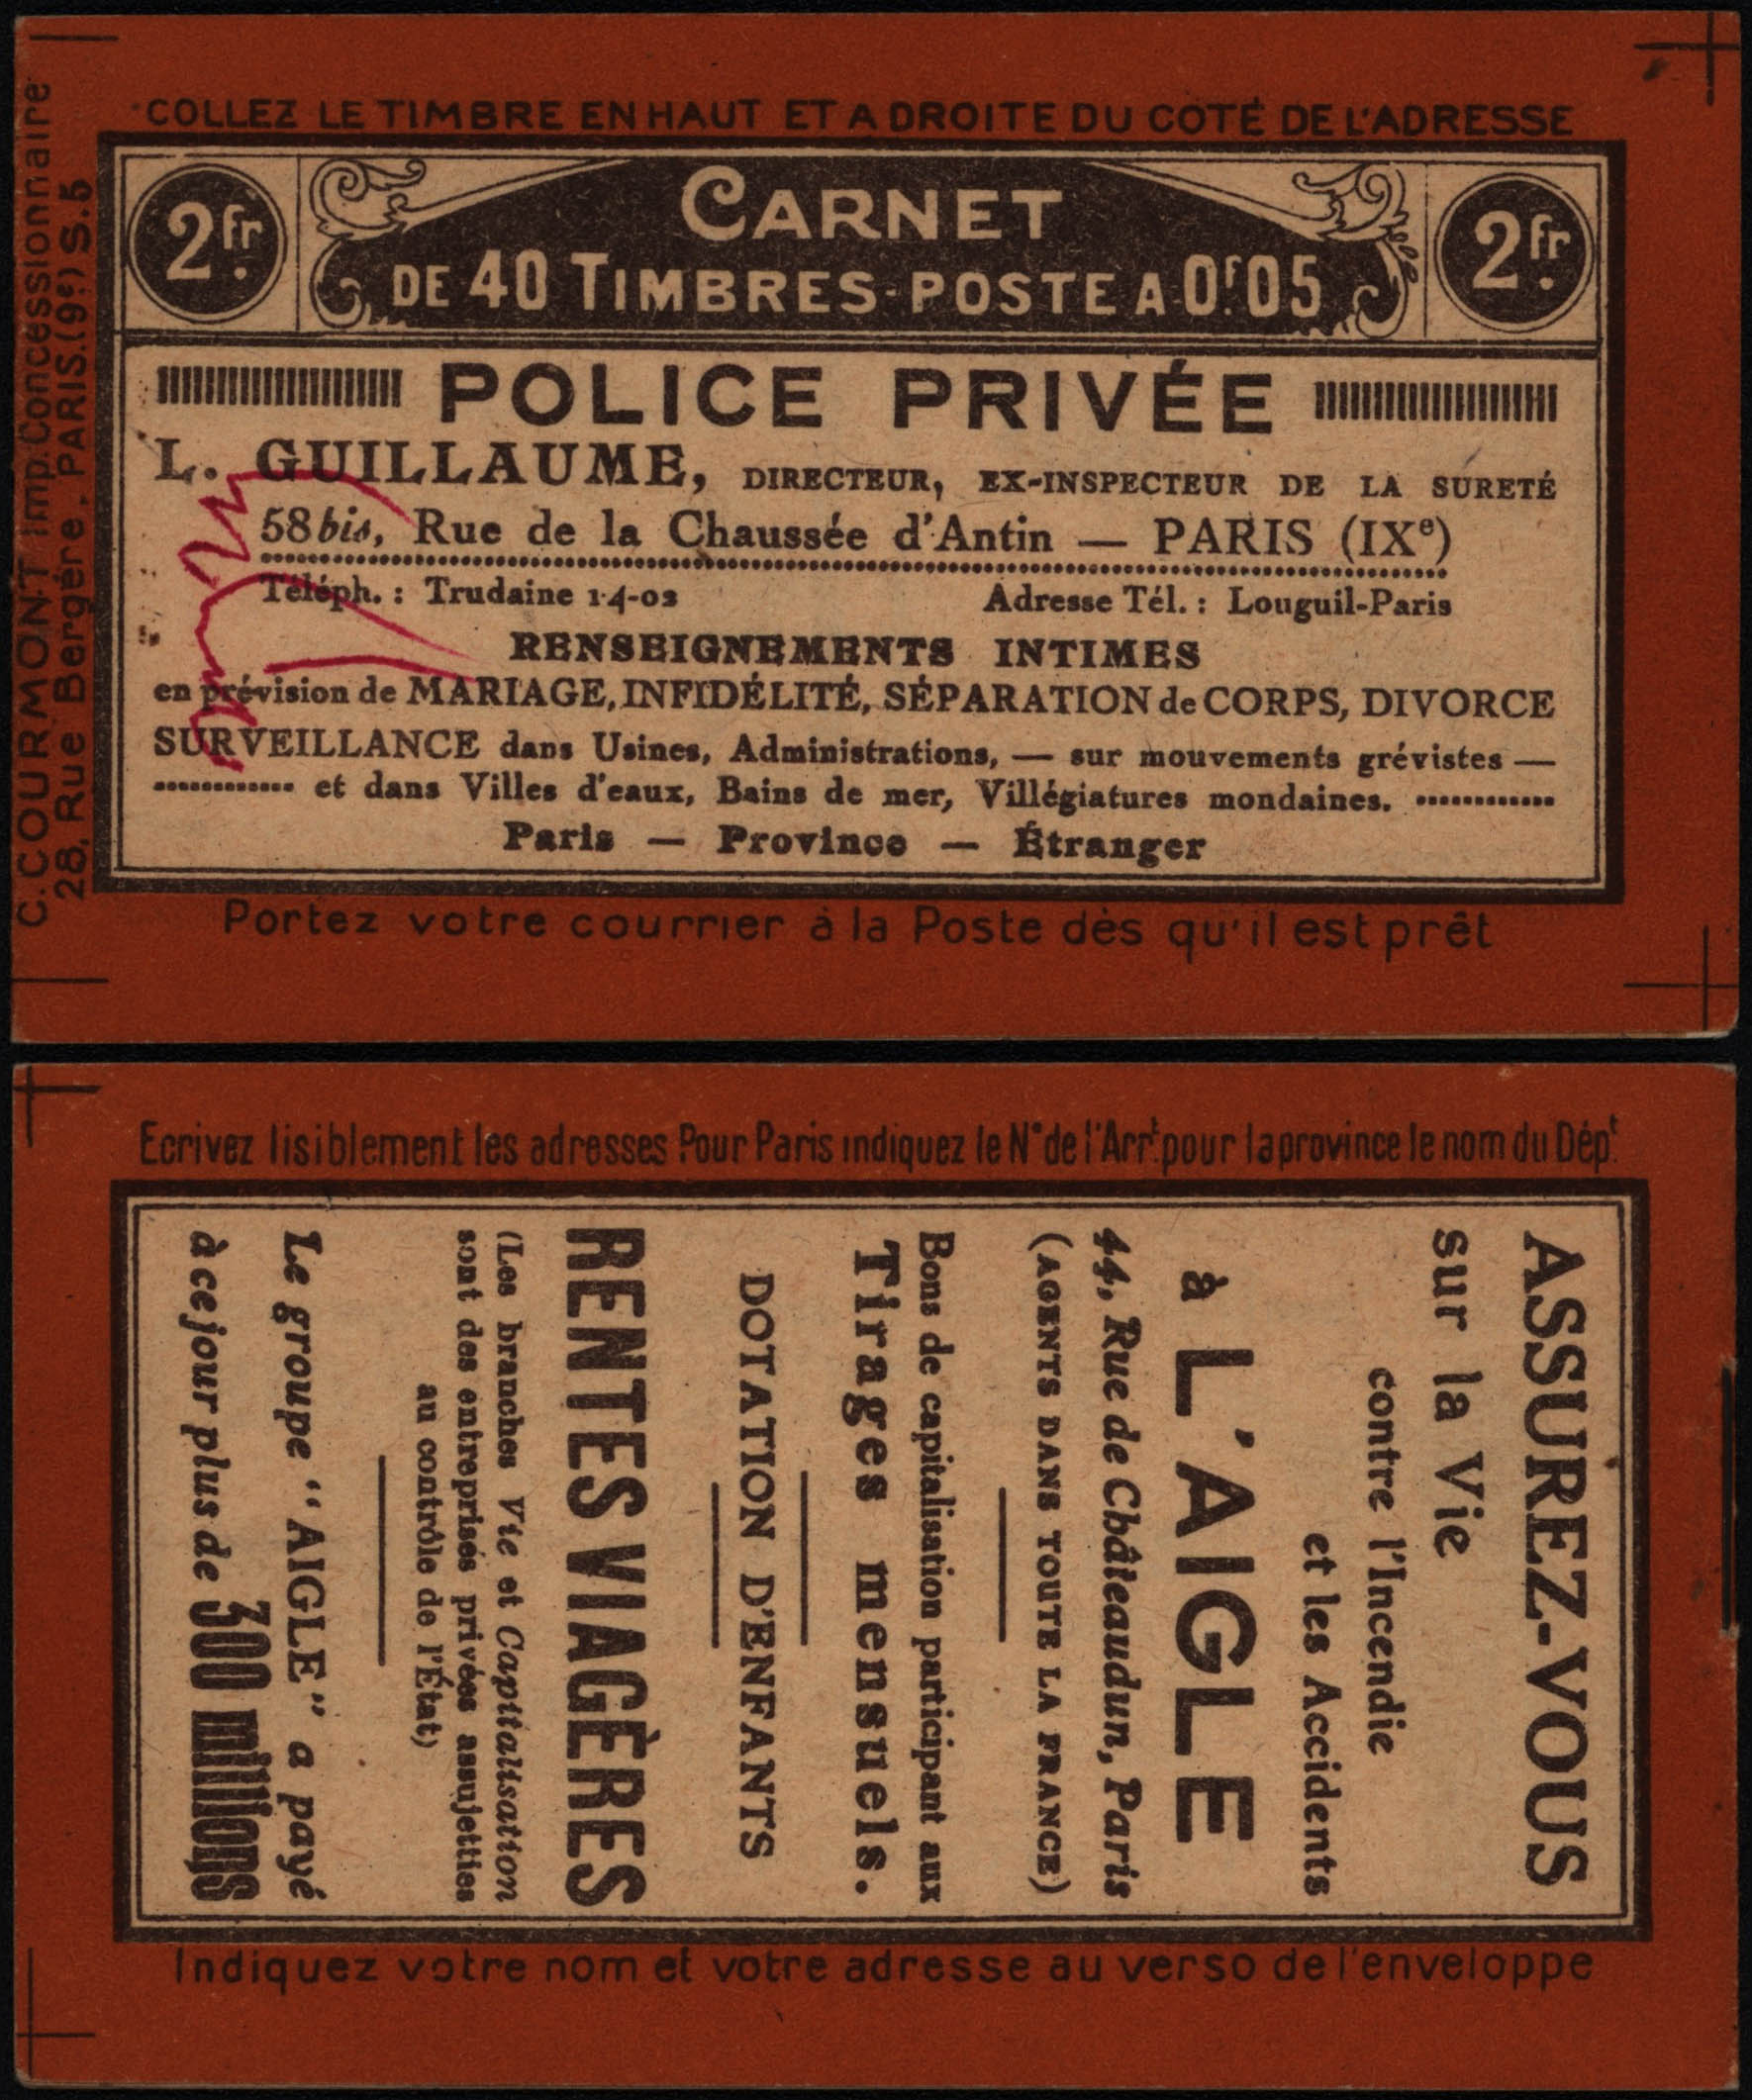 COLLEZ LE TIMBRE EN HAUT ET A DROITE DU COTÉ DE L'ADRESSE
C. COURMONT Imp. Concessionnaire
28, Rue Bergère, PARIS.(9e) S.5
2fr. CARNET 2fr.
DE 40 TIMBRES-POSTE A 0f.05
POLICE PRIVÉE
L. GUILLAUME, DIRECTEUR, EX-INSPECTEUR DE LA SURETÉ
58 bis, Rue de la Chaussée d'Antin — PARIS (IXe)
Téléph. : Trudaine 14-02 Adresse Tél. : Louguil-Paris
RENSEIGNEMENTS INTIMES
en prévision de MARIAGE, INFIDÉLITÉ, SÉPARATION de CORPS, DIVORCE
SURVEILLANCE dans Usines, Administrations, — sur mouvements grévistes —
et dans Villes d'eaux, Bains de mer, Villégiatures mondaines.
Paris — Province — Étranger
Portez votre courrier à la Poste dès qu'il est prêt
Ecrivez lisiblement les adresses Pour Paris indiquez le N° de l'Arrt. pour la province le nom du Dépt.
ASSUREZ-VOUS
sur la Vie
contre l'Incendie
et les Accidents
à L'AIGLE
44, Rue de Châteaudun, Paris
(AGENTS DANS TOUTE LA FRANCE)
Bons de capitalisation participant aux
Tirages mensuels.
DOTATION D'ENFANTS
RENTES VIAGÈRES
(Les branches Vie et Capitalisation
sont des entreprises privées assujetties
au contrôle de l'État)
Le groupe "AIGLE" a payé
à ce jour plus de 300 millions
Indiquez votre nom et votre adresse au verso de l'enveloppe